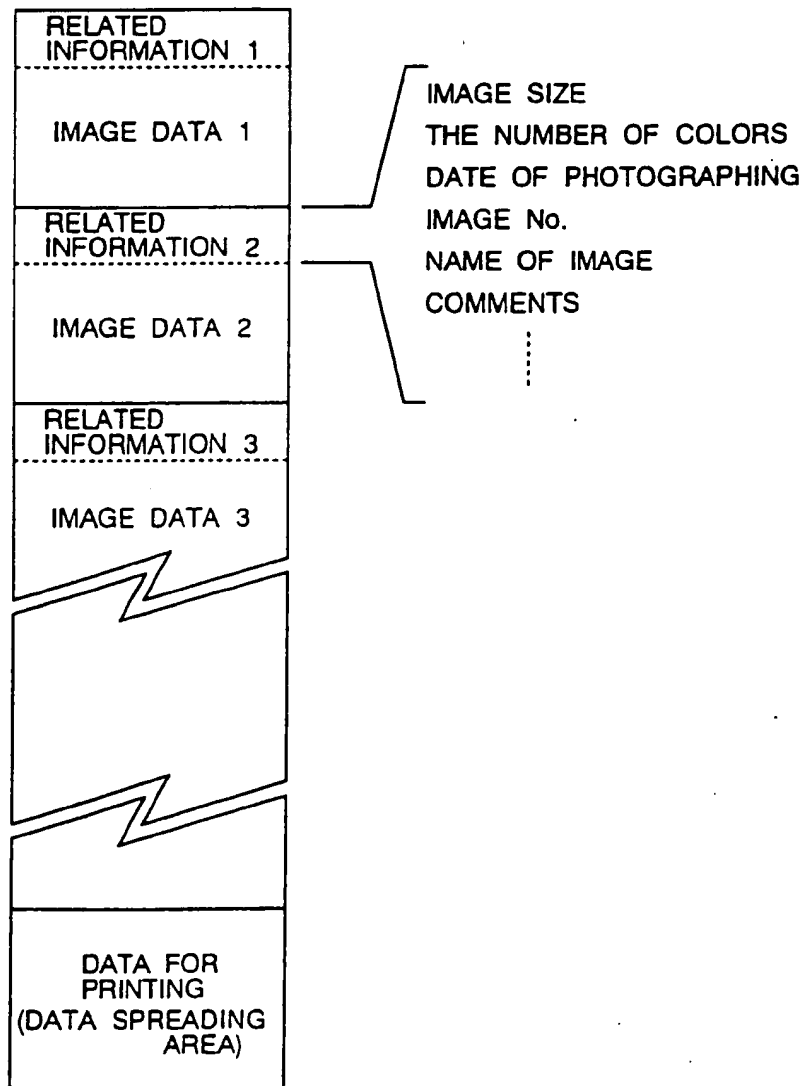 RELATED
INFORMATION 1
IMAGE DATA 1
RELATED
INFORMATION 2
IMAGE DATA 2
RELATED
INFORMATION 3
IMAGE DATA 3
DATA FOR
PRINTING
(DATA SPREADING
AREA)
IMAGE SIZE
THE NUMBER OF COLORS
DATE OF PHOTOGRAPHING
IMAGE No.
NAME OF IMAGE
COMMENTS